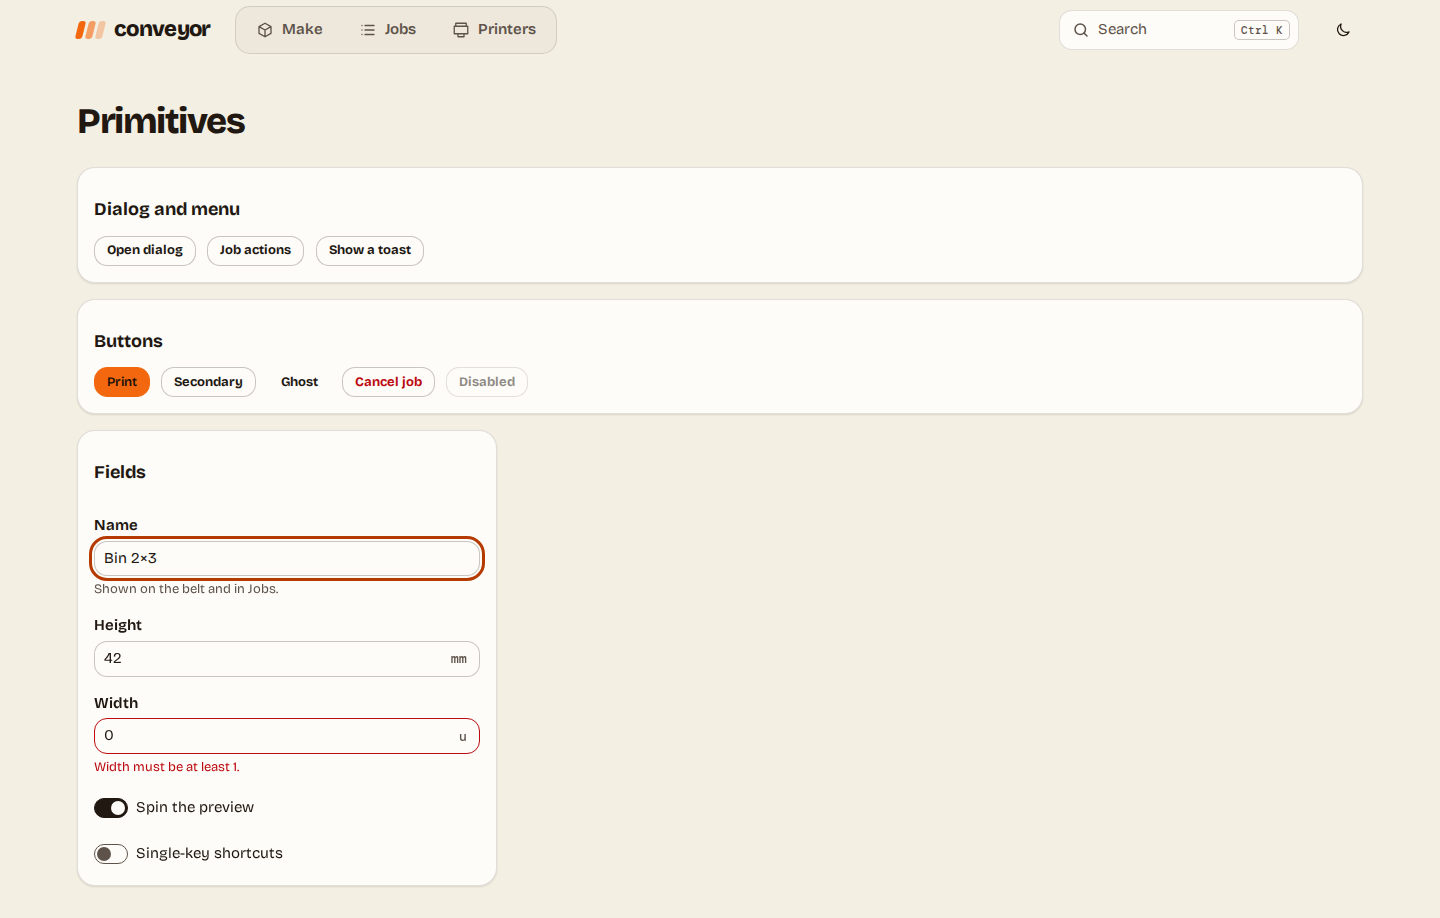 conveyor
Make
Jobs
Printers
Search
Ctrl K
Primitives
Dialog and menu
Open dialog
Job actions
Show a toast
Buttons
Print
Secondary
Ghost
Cancel job
Disabled
Fields
Name
Bin 2×3
Shown on the belt and in Jobs.
Height
42 mm
Width
0 u
Width must be at least 1.
Spin the preview
Single-key shortcuts